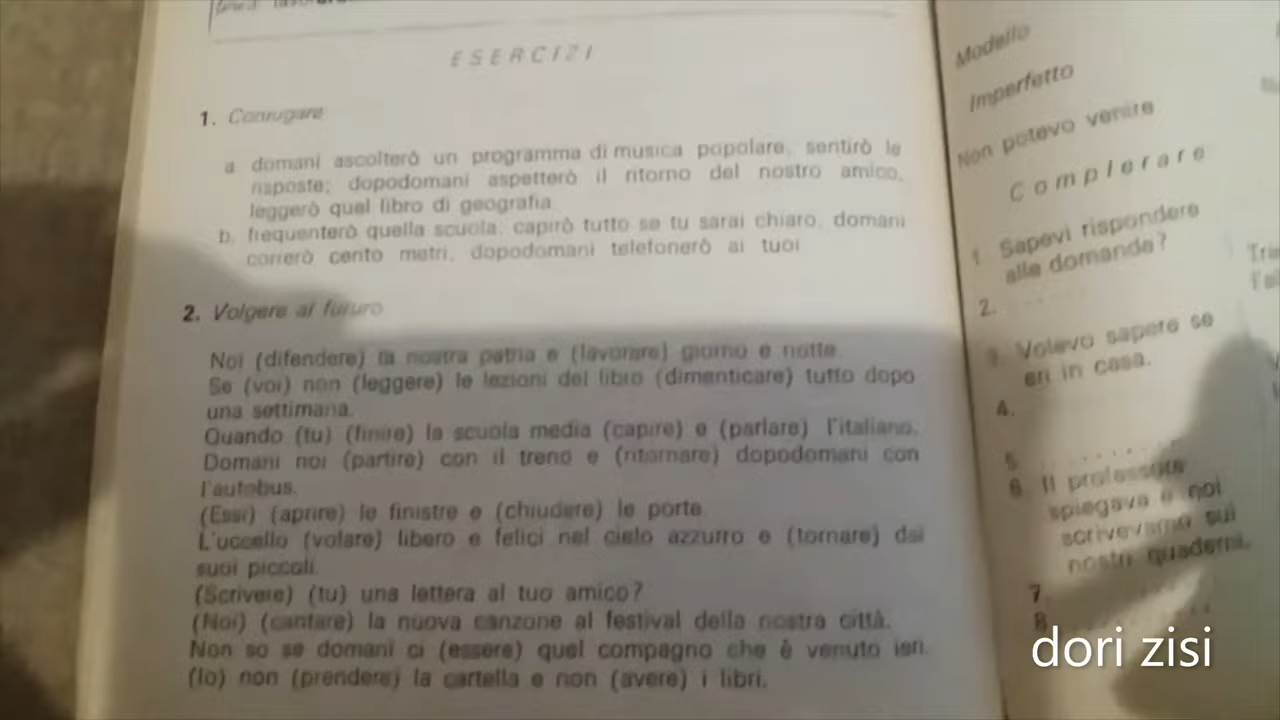 ESERCIZI
1. Coniugare
a domani ascolterò un programma di musica popolare, sentirò le
risposte; dopodomani aspetterò il ritorno del nostro amico,
leggerò quel libro di geografia.
b. frequenterò quella scuola; capirò tutto se tu sarai chiaro, domani
correrò cento metri, dopodomani telefonerò ai tuoi
2. Volgere al futuro
Noi (difendere) la nostra patria e (lavorare) giorno e notte.
Se (voi) non (leggere) le lezioni del libro (dimenticare) tutto dopo
una settimana.
Quando (tu) (finire) la scuola media (capire) e (parlare) l'italiano.
Domani noi (partire) con il treno e (ritornare) dopodomani con
l'autobus.
(Essi) (aprire) le finistre e (chiudere) le porte.
L'uccello (volare) libero e felici nel cielo azzurro e (tornare) dai
suoi piccoli.
(Scrivere) (tu) una lettera al tuo amico?
(Noi) (cantare) la nuova canzone al festival della nostra città.
Non so se domani ci (essere) quel compagno che è venuto ieri.
(Io) non (prendere) la cartella e non (avere) i libri.
Modello
Imperfetto
Non potevo venire
Complerare
1 Sapevi rispondere
alle domande?
2.
3. Volevo sapere se
eri in casa.
4.
5
6. Il professore
spiegava e noi
scrivevamo sui
nostri quaderni.
7.
8.
dori zisi